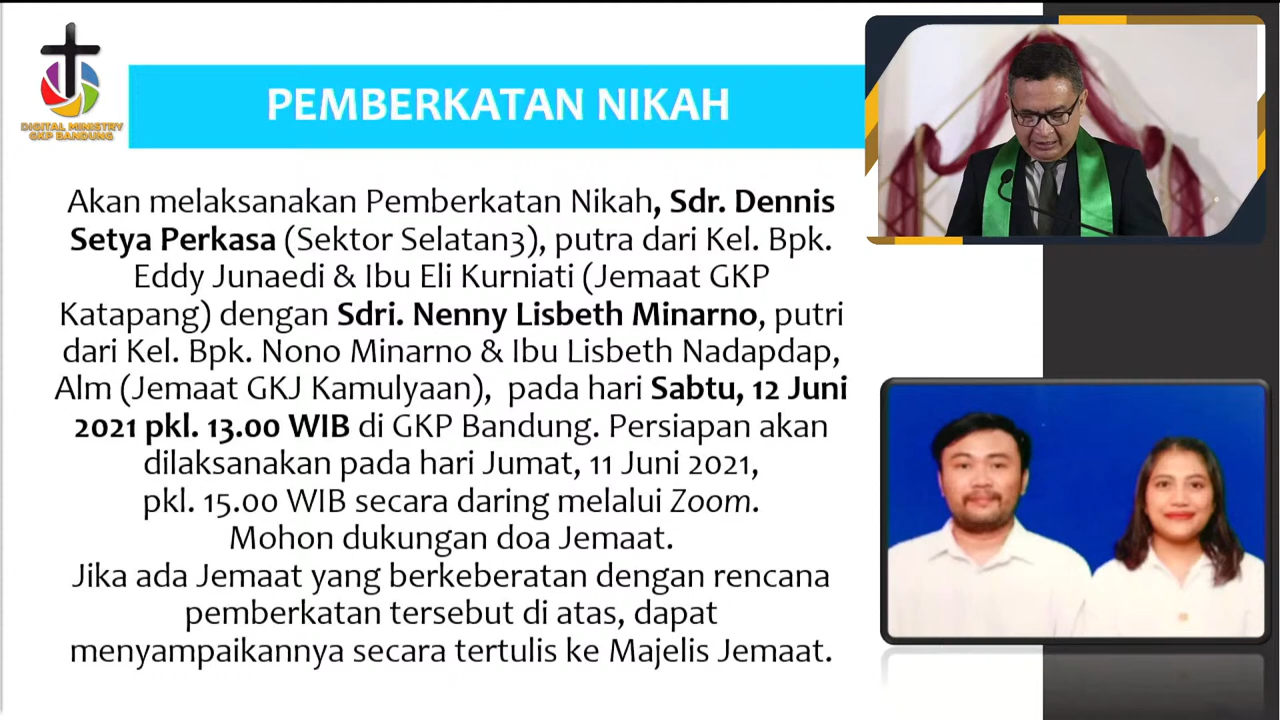 DIGITAL MINISTRY
GKP BANDUNG
PEMBERKATAN NIKAH
Akan melaksanakan Pemberkatan Nikah, Sdr. Dennis
Setya Perkasa (Sektor Selatan3), putra dari Kel. Bpk.
Eddy Junaedi & Ibu Eli Kurniati (Jemaat GKP
Katapang) dengan Sdri. Nenny Lisbeth Minarno, putri
dari Kel. Bpk. Nono Minarno & Ibu Lisbeth Nadapdap,
Alm (Jemaat GKJ Kamulyaan), pada hari Sabtu, 12 Juni
2021 pkl. 13.00 WIB di GKP Bandung. Persiapan akan
dilaksanakan pada hari Jumat, 11 Juni 2021,
pkl. 15.00 WIB secara daring melalui Zoom.
Mohon dukungan doa Jemaat.
Jika ada Jemaat yang berkeberatan dengan rencana
pemberkatan tersebut di atas, dapat
menyampaikannya secara tertulis ke Majelis Jemaat.